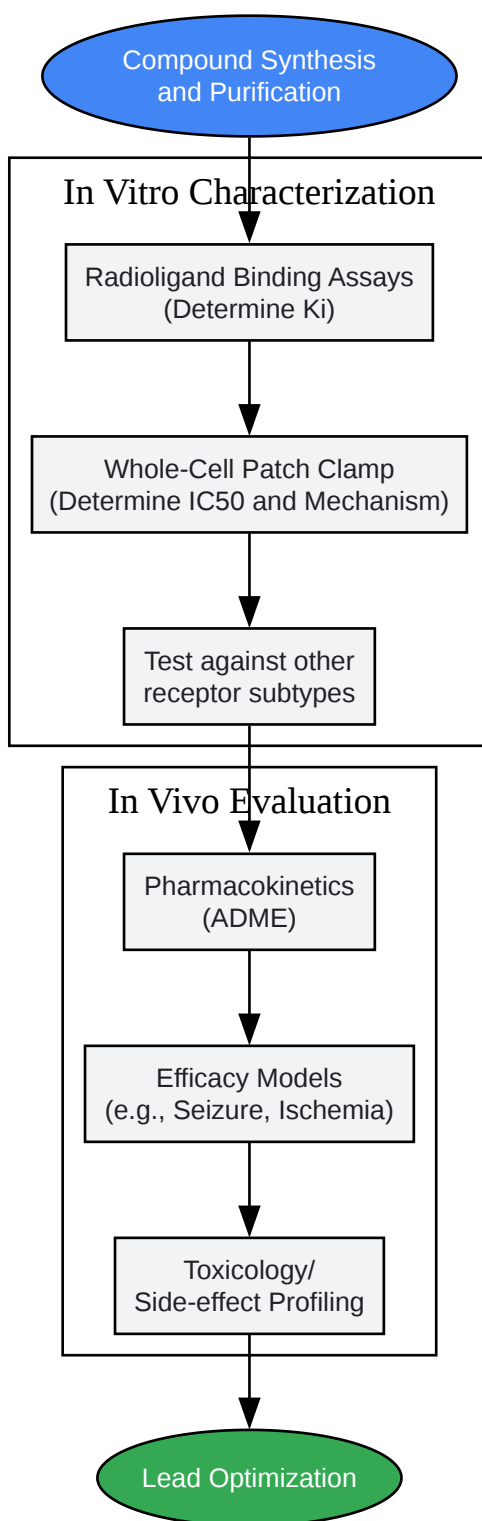 Compound Synthesis
and Purification
In Vitro Characterization
Radioligand Binding Assays
(Determine Ki)
Whole-Cell Patch Clamp
(Determine IC50 and Mechanism)
Test against other
receptor subtypes
In Vivo Evaluation
Pharmacokinetics
(ADME)
Efficacy Models
(e.g., Seizure, Ischemia)
Toxicology/
Side-effect Profiling
Lead Optimization